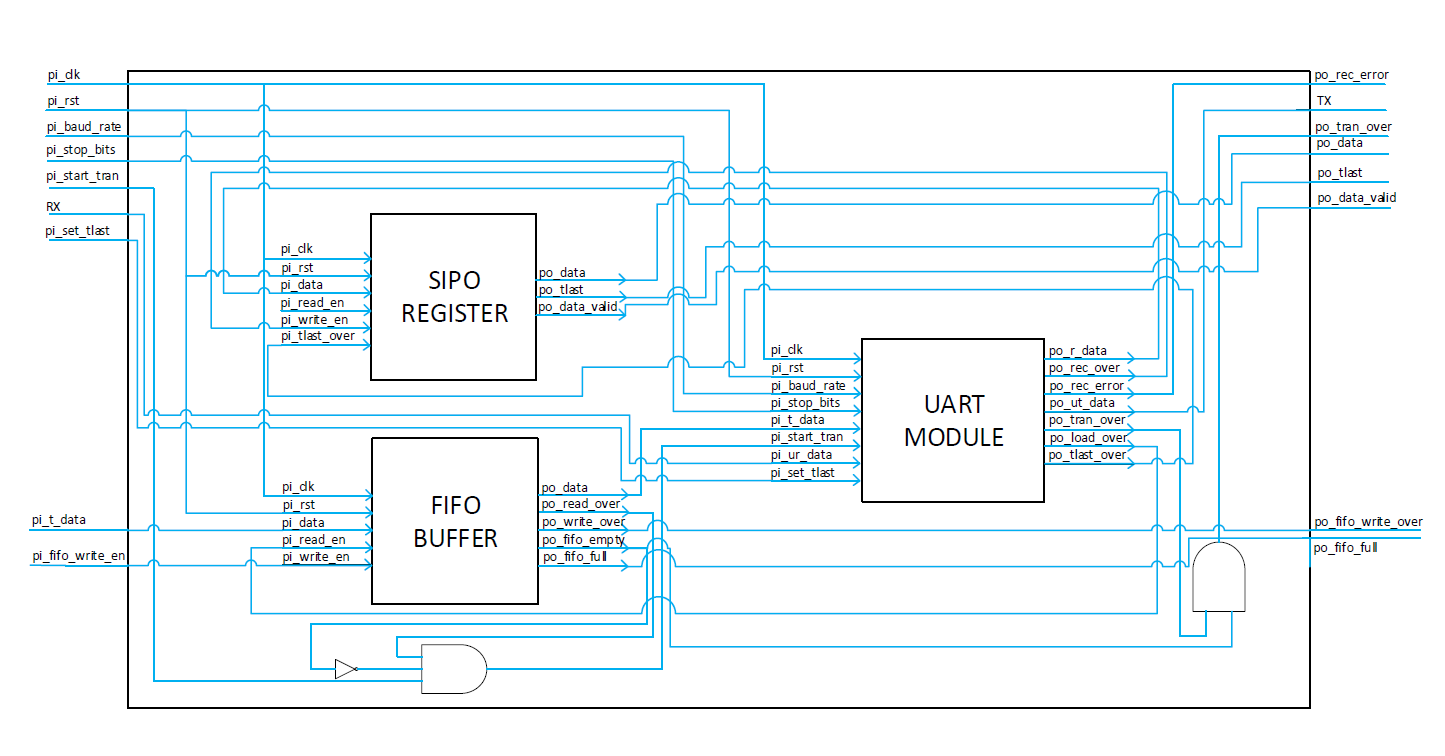 pi_clk
pi_rst
pi_baud_rate
pi_stop_bits
pi_start_tran
RX
pi_set_tlast
pi_t_data
pi_fifo_write_en
pi_clk
pi_rst
pi_data
pi_read_en
pi_write_en
pi_tlast_over
SIPO
REGISTER
po_data
po_tlast
po_data_valid
pi_clk
pi_rst
pi_data
pi_read_en
pi_write_en
FIFO
BUFFER
po_data
po_read_over
po_write_over
po_fifo_empty
po_fifo_full
pi_clk
pi_rst
pi_baud_rate
pi_stop_bits
pi_t_data
pi_start_tran
pi_ur_data
pi_set_tlast
UART
MODULE
po_r_data
po_rec_over
po_rec_error
po_ut_data
po_tran_over
po_load_over
po_tlast_over
po_rec_error
TX
po_tran_over
po_data
po_tlast
po_data_valid
po_fifo_write_over
po_fifo_full